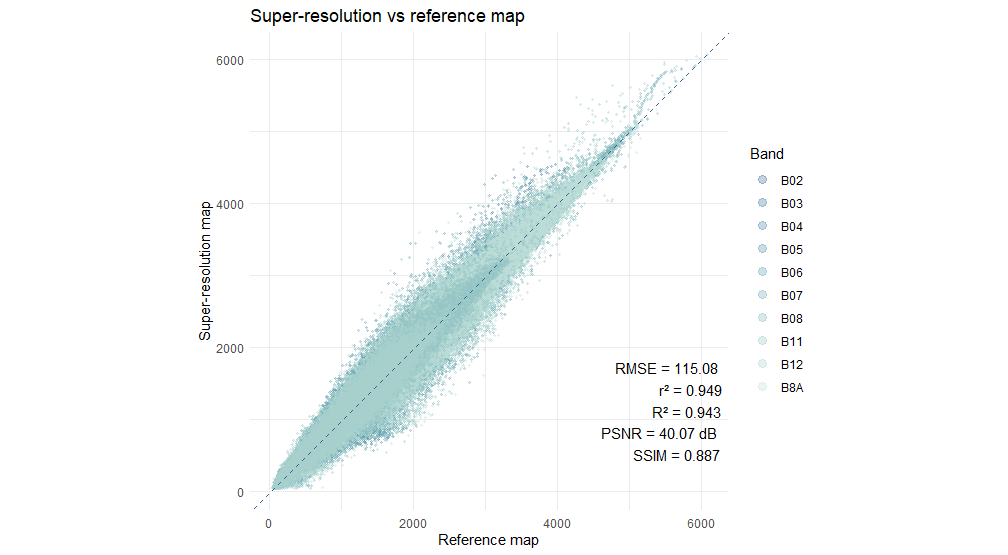 Super-resolution vs reference map
6000
4000
2000
0
Super-resolution map
0 2000 4000 6000
Reference map
RMSE = 115.08
r² = 0.949
R² = 0.943
PSNR = 40.07 dB
SSIM = 0.887
Band
B02
B03
B04
B05
B06
B07
B08
B11
B12
B8A